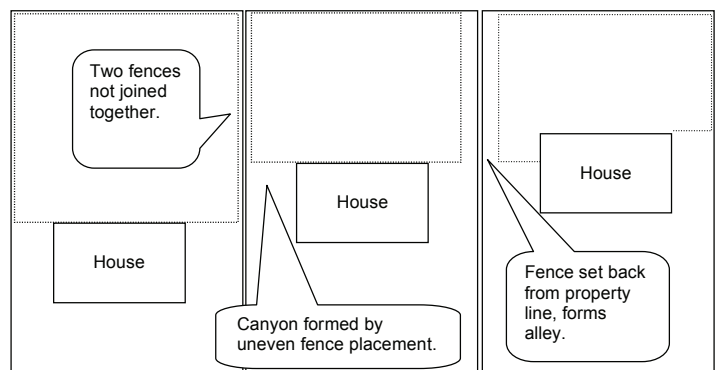 Two fences
not joined
together.
House
House
House
Canyon formed by
uneven fence placement.
Fence set back
from property
line, forms
alley.